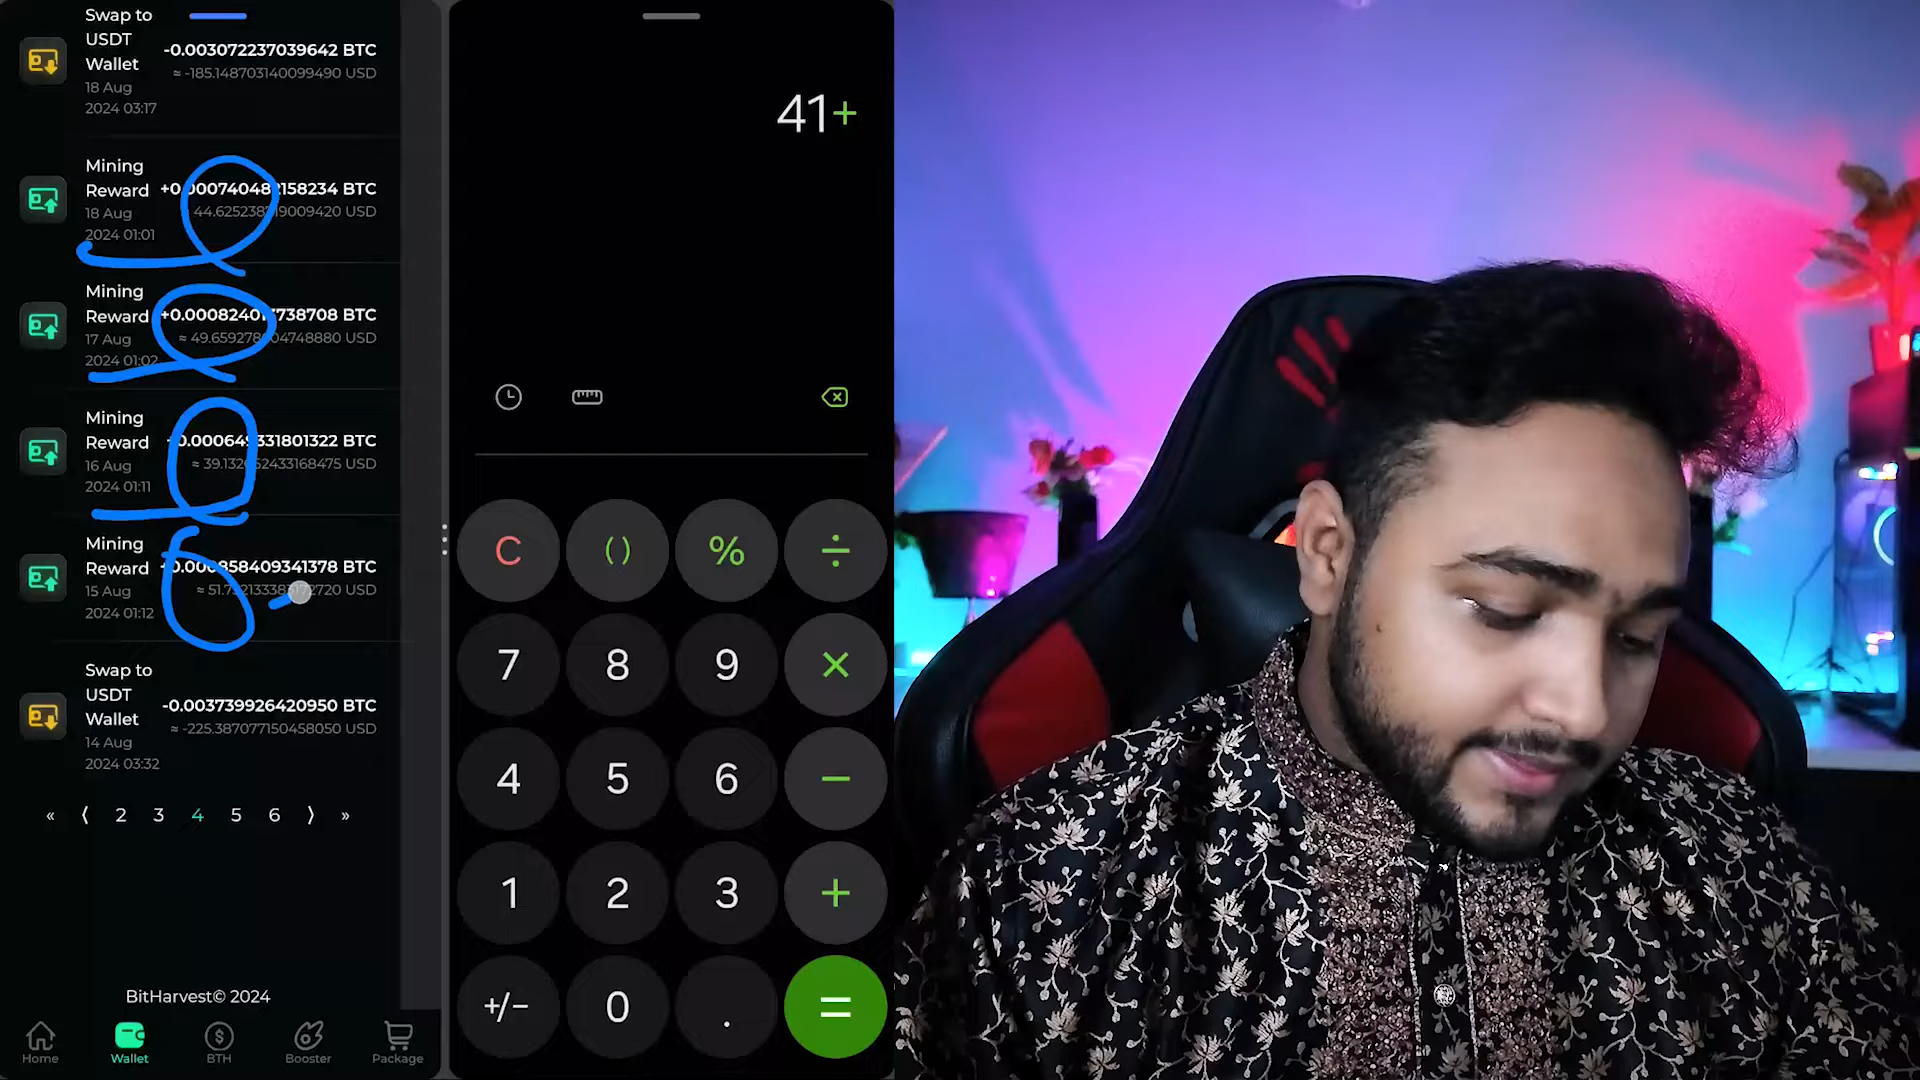 Swap to
USDT
Wallet
18 Aug
2024 03:17
-0.003072237039642 BTC
≈ -185.148703140099490 USD
Mining
Reward
18 Aug
2024 01:01
Mining
Reward
17 Aug
2024 01:02
Mining
Reward
16 Aug
2024 01:11
Mining
Reward
15 Aug
2024 01:12
Swap to
USDT
Wallet
14 Aug
2024 03:32
-0.003739926420950 BTC
≈ -225.387077150458050 USD
« ⟨ 2 3 4 5 6 ⟩ »
BitHarvest© 2024
Home Wallet BTH Booster Package
41+
C ( ) % ÷
7 8 9 ×
4 5 6 −
1 2 3 +
+/− 0 . =